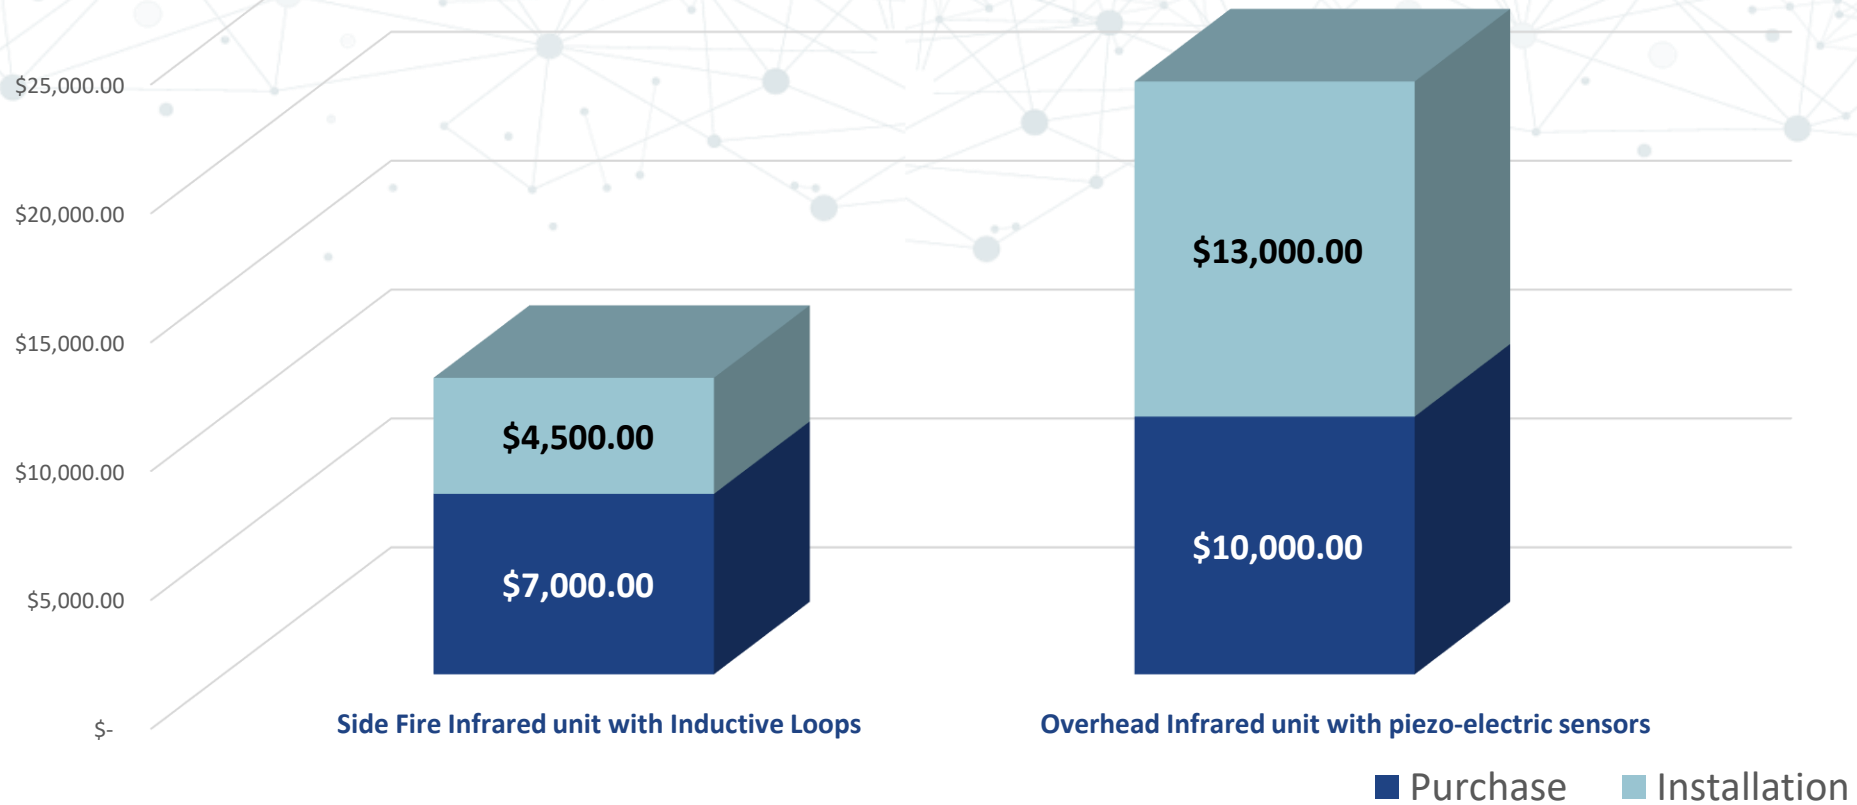 $25,000.00
$20,000.00
$15,000.00
$10,000.00
$5,000.00
$-
$13,000.00
$4,500.00
$10,000.00
$7,000.00
Side Fire Infrared unit with Inductive Loops
Overhead Infrared unit with piezo-electric sensors
Purchase
Installation